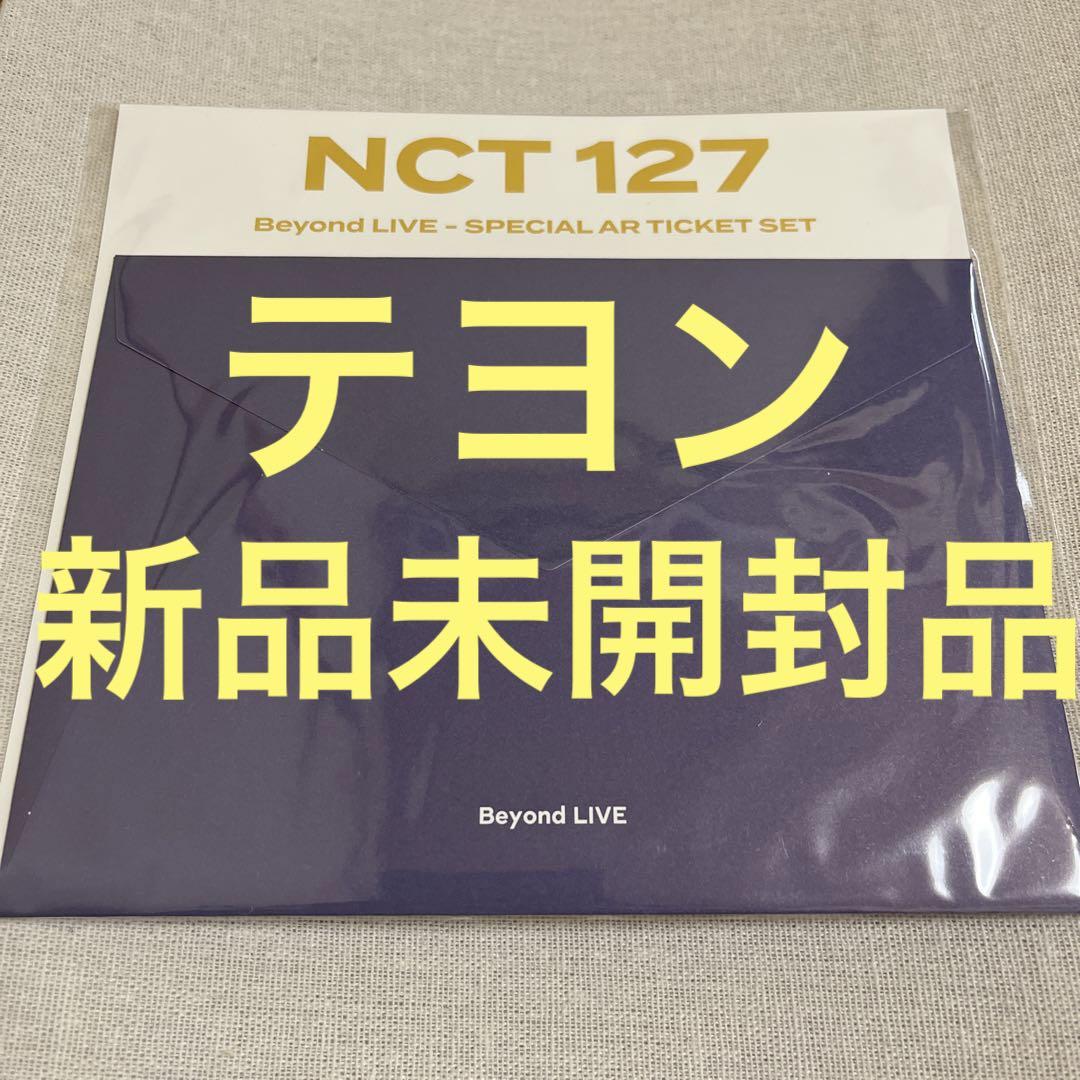 NCT 127
Beyond LIVE - SPECIAL AR TICKET SET
テヨン
新品未開封品
Beyond LIVE